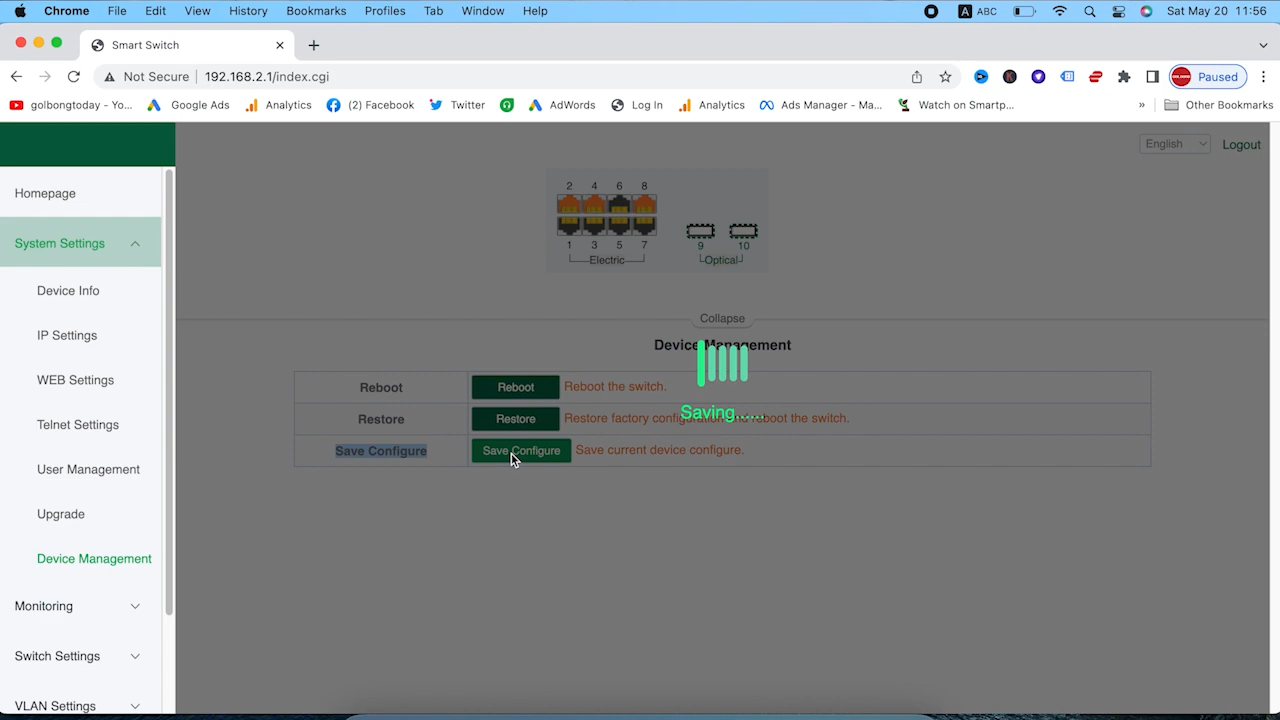 Chrome File Edit View History Bookmarks Profiles Tab Window Help A ABC Sat May 20 11:56
Smart Switch
Not Secure 192.168.2.1/index.cgi Paused
golbongtoday - Yo... Google Ads Analytics (2) Facebook Twitter AdWords Log In Analytics Ads Manager - Ma... Watch on Smartp... » Other Bookmarks
English Logout
Homepage
System Settings
Device Info
IP Settings
WEB Settings
Telnet Settings
User Management
Upgrade
Device Management
Monitoring
Switch Settings
VLAN Settings
2 4 6 8
1 3 5 7 9 10
Electric Optical
Collapse
Device Management
Reboot Reboot Reboot the switch.
Saving......
Restore Restore Restore factory configuration and reboot the switch.
Save Configure Save Configure Save current device configure.